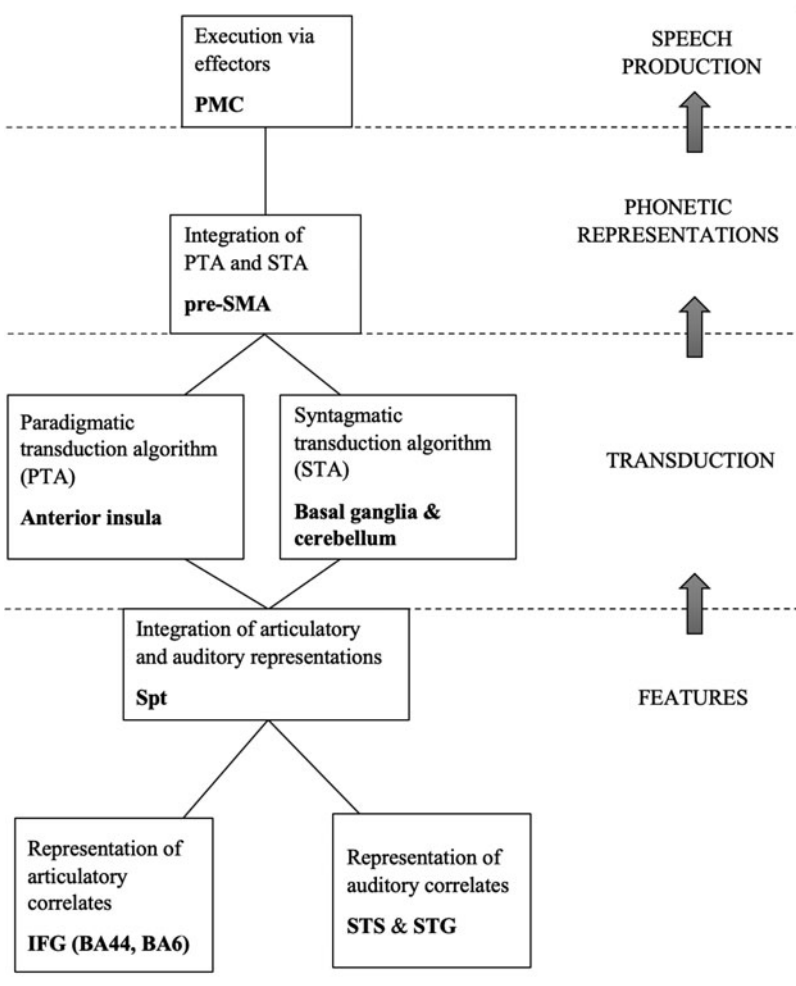 Execution via
effectors
PMC
SPEECH
PRODUCTION
Integration of
PTA and STA
pre-SMA
PHONETIC
REPRESENTATIONS
Paradigmatic
transduction algorithm
(PTA)
Anterior insula
Syntagmatic
transduction algorithm
(STA)
Basal ganglia &
cerebellum
TRANSDUCTION
Integration of articulatory
and auditory representations
Spt
FEATURES
Representation of
articulatory
correlates
IFG (BA44, BA6)
Representation of
auditory correlates
STS & STG